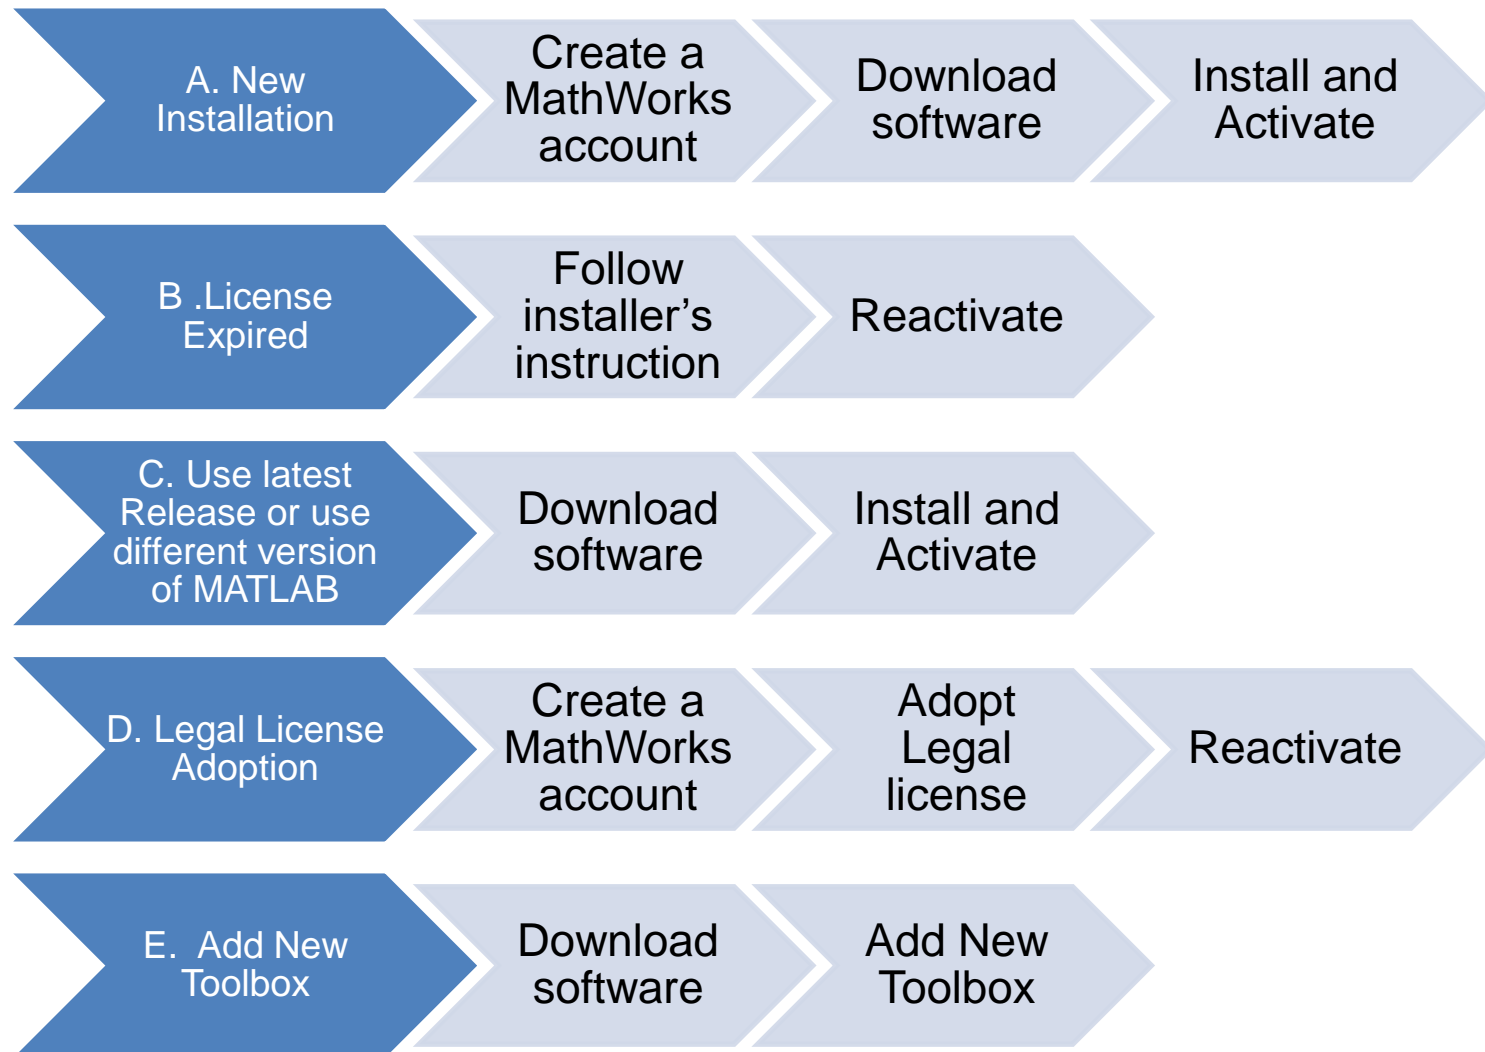 A. New
Installation
Create a
MathWorks
account
Download
software
Install and
Activate
B .License
Expired
Follow
installer’s
instruction
Reactivate
C. Use latest
Release or use
different version
of MATLAB
Download
software
Install and
Activate
D. Legal License
Adoption
Create a
MathWorks
account
Adopt
Legal
license
Reactivate
E.  Add New
Toolbox
Download
software
Add New
Toolbox